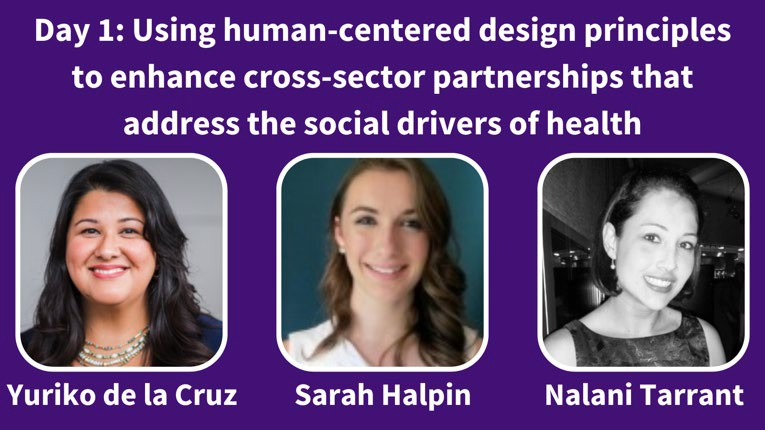 Day 1: Using human-centered design principles
to enhance cross-sector partnerships that
address the social drivers of health
Yuriko de la Cruz
Sarah Halpin
Nalani Tarrant